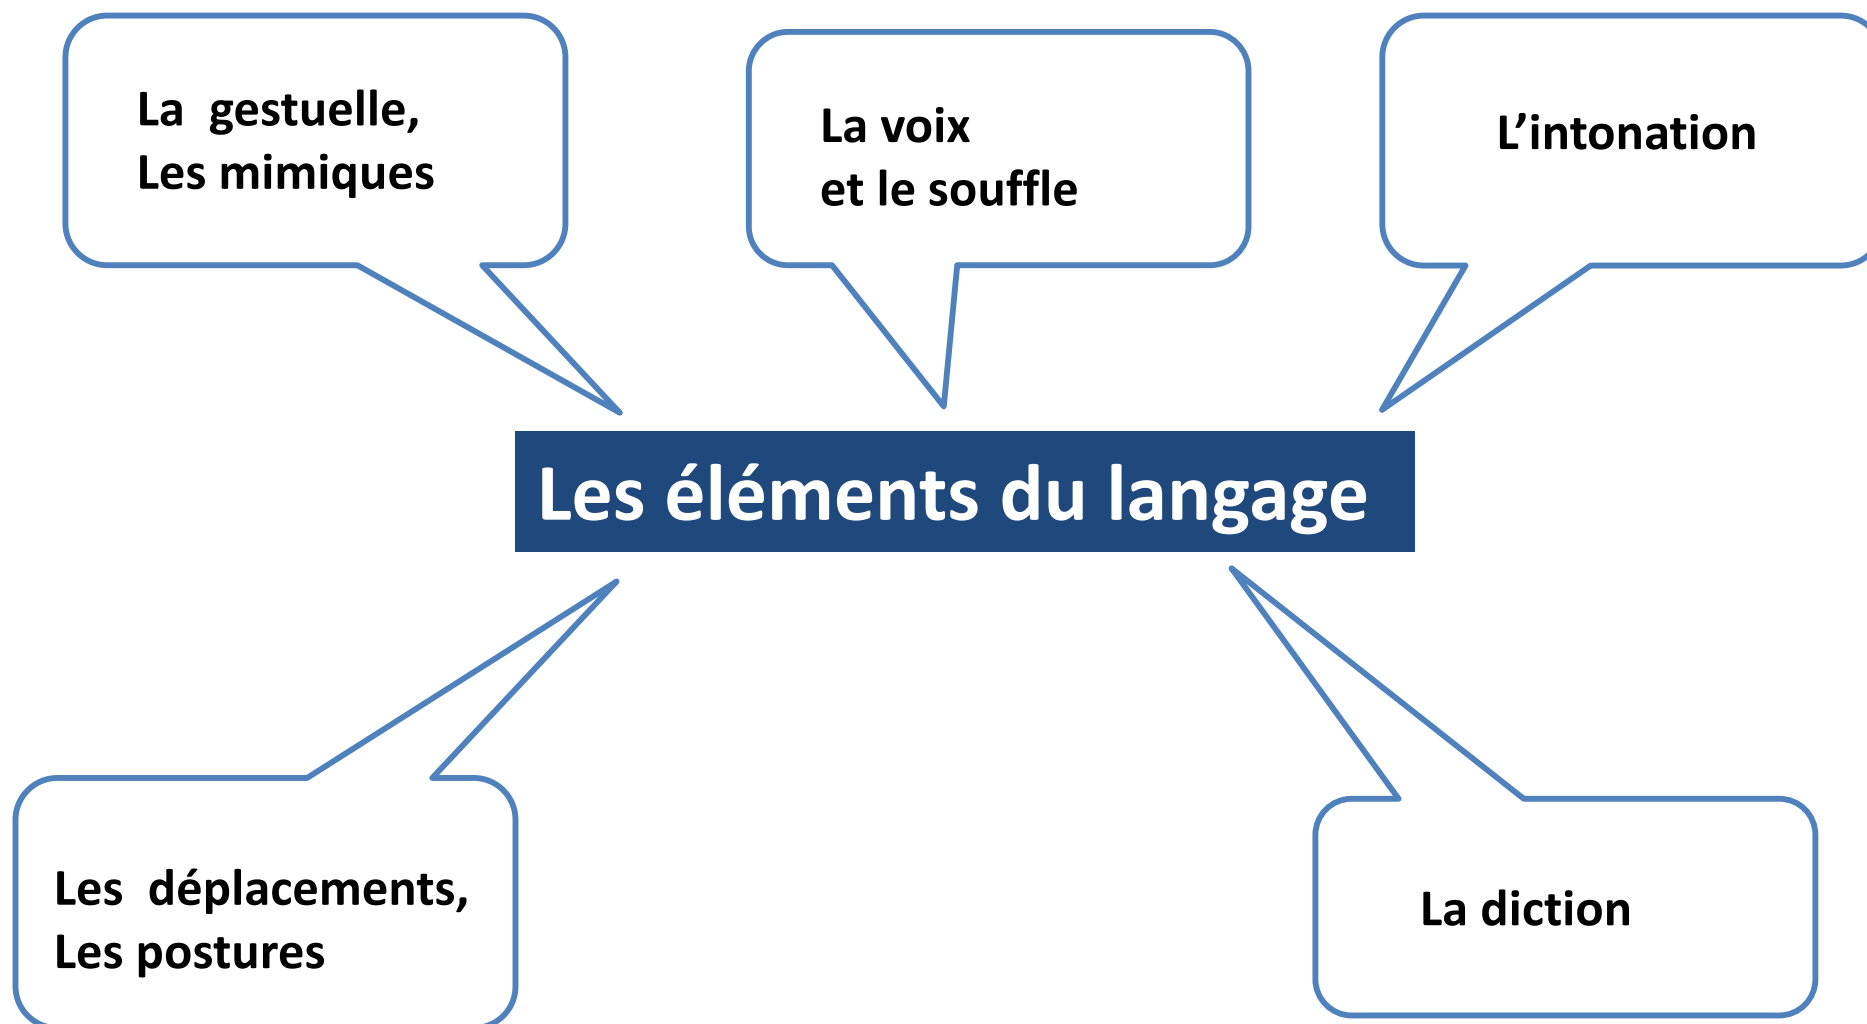 La  gestuelle,
Les mimiques
La voix
et le souffle
L’intonation
Les éléments du langage
Les  déplacements,
Les postures
La diction